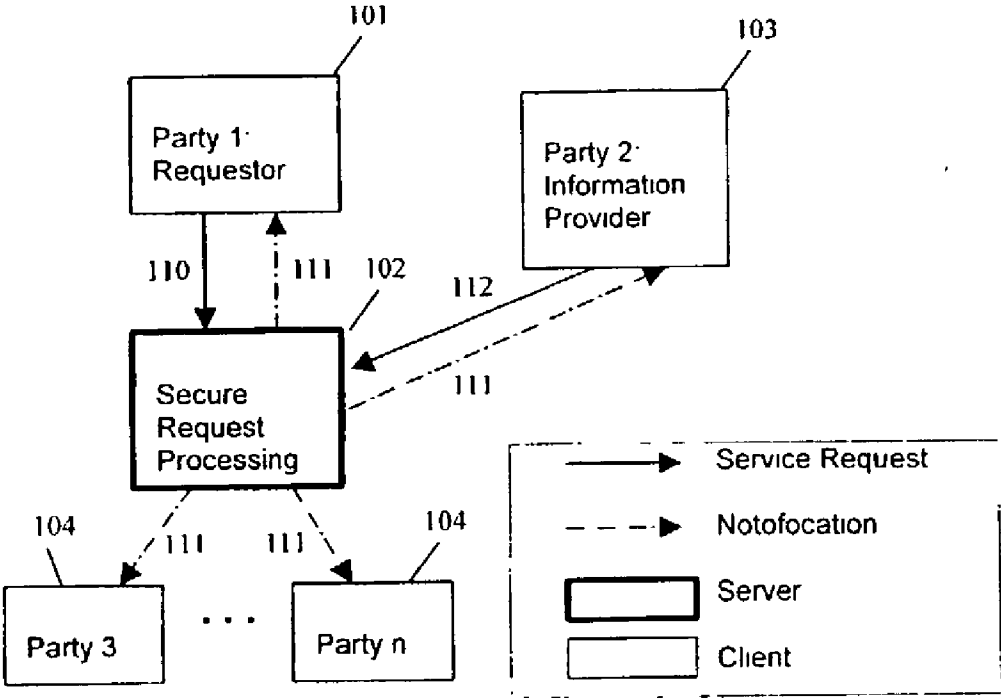 101
103
Party 1:
Requestor
Party 2:
Information
Provider
110
111
102
112
111
Secure
Request
Processing
104
111
111
104
Party 3
. . .
Party n
Service Request
Notofocation
Server
Client